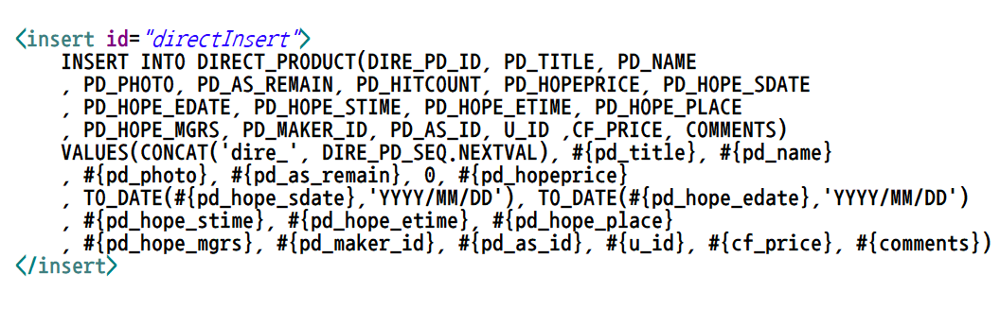 <insert id="directInsert">
INSERT INTO DIRECT_PRODUCT(DIRE_PD_ID, PD_TITLE, PD_NAME
, PD_PHOTO, PD_AS_REMAIN, PD_HITCOUNT, PD_HOPEPRICE, PD_HOPE_SDATE
, PD_HOPE_EDATE, PD_HOPE_STIME, PD_HOPE_ETIME, PD_HOPE_PLACE
, PD_HOPE_MGRS, PD_MAKER_ID, PD_AS_ID, U_ID ,CF_PRICE, COMMENTS)
VALUES(CONCAT('dire_', DIRE_PD_SEQ.NEXTVAL), #{pd_title}, #{pd_name}
, #{pd_photo}, #{pd_as_remain}, 0, #{pd_hopeprice}
, TO_DATE(#{pd_hope_sdate},'YYYY/MM/DD'), TO_DATE(#{pd_hope_edate},'YYYY/MM/DD')
, #{pd_hope_stime}, #{pd_hope_etime}, #{pd_hope_place}
, #{pd_hope_mgrs}, #{pd_maker_id}, #{pd_as_id}, #{u_id}, #{cf_price}, #{comments})
</insert>